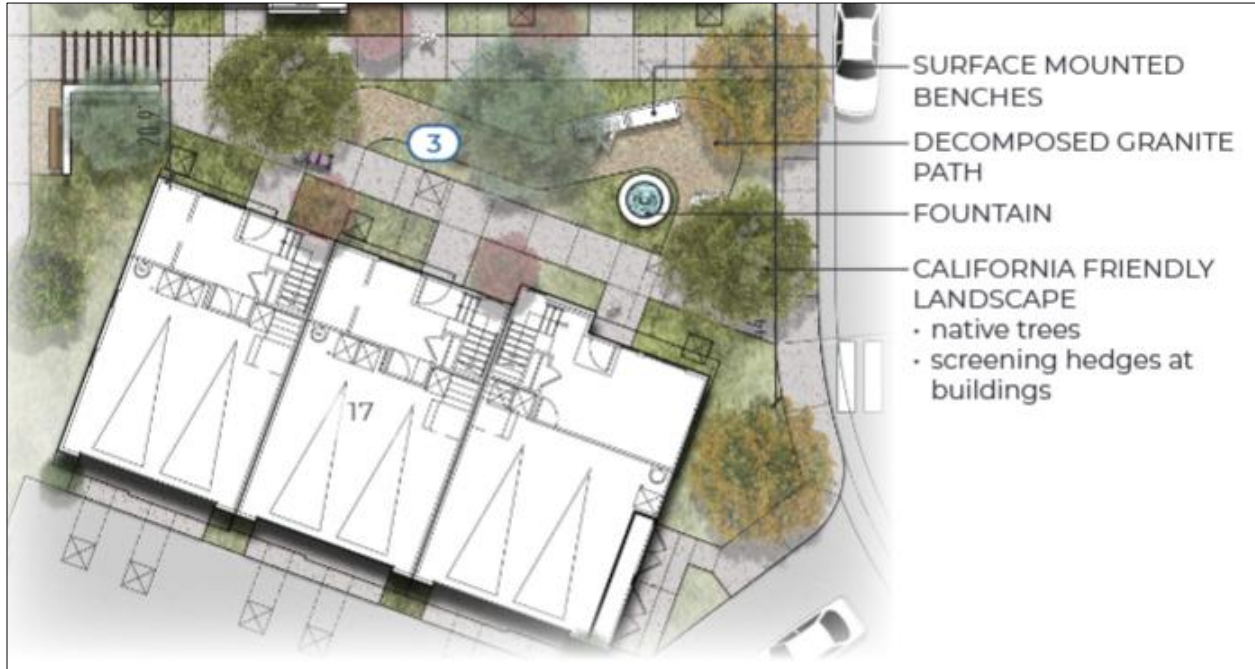 SURFACE MOUNTED
BENCHES
DECOMPOSED GRANITE
PATH
FOUNTAIN
CALIFORNIA FRIENDLY
LANDSCAPE
• native trees
• screening hedges at
buildings
3
17